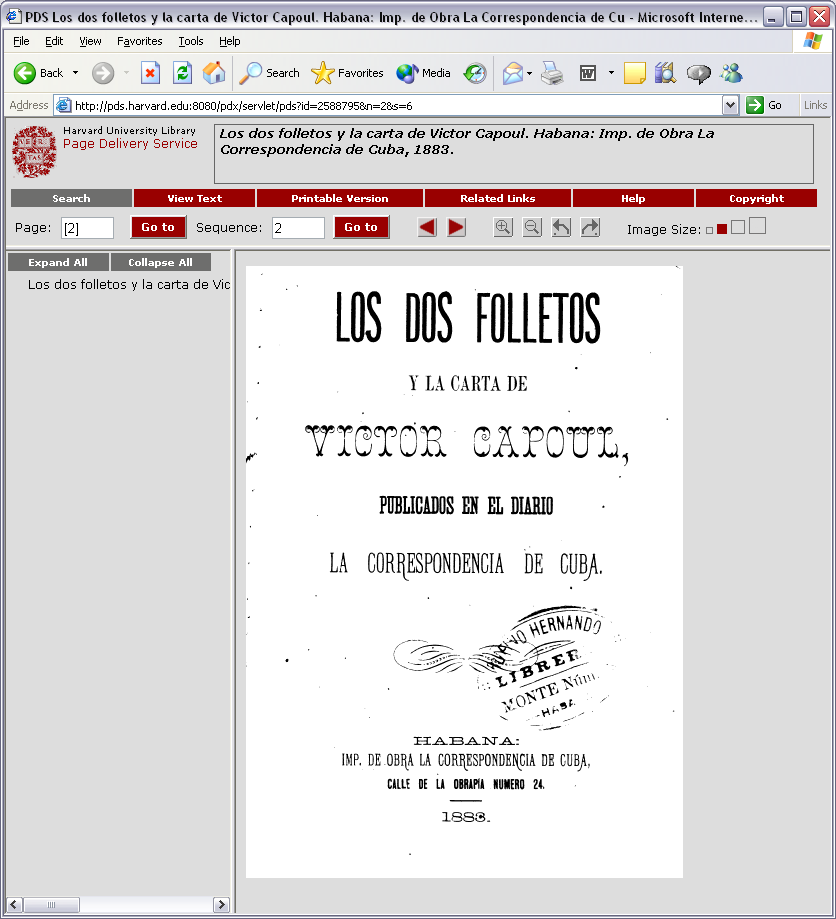 PDS Los dos folletos y la carta de Victor Capoul. Habana: Imp. de Obra La Correspondencia de Cu - Microsoft Interne...
File Edit View Favorites Tools Help
Back Search Favorites Media
Address http://pds.harvard.edu:8080/pdx/servlet/pds?id=2588795&n=2&s=6 Go Links
Harvard University Library
Page Delivery Service
Los dos folletos y la carta de Victor Capoul. Habana: Imp. de Obra La
Correspondencia de Cuba, 1883.
VE RI TAS
Search View Text Printable Version Related Links Help Copyright
Page: [2] Go to Sequence: 2 Go to Image Size:
Expand All Collapse All
Los dos folletos y la carta de Vic
LOS DOS FOLLETOS
Y LA CARTA DE
VICTOR CAPOUL,
PUBLICADOS EN EL DIARIO
LA CORRESPONDENCIA DE CUBA.
HERNANDO
LIBRER
MONTE Núm.
HABA
HABANA:
IMP. DE OBRA LA CORRESPONDENCIA DE CUBA,
CALLE DE LA OBRAPÍA NUMERO 24.
1883.